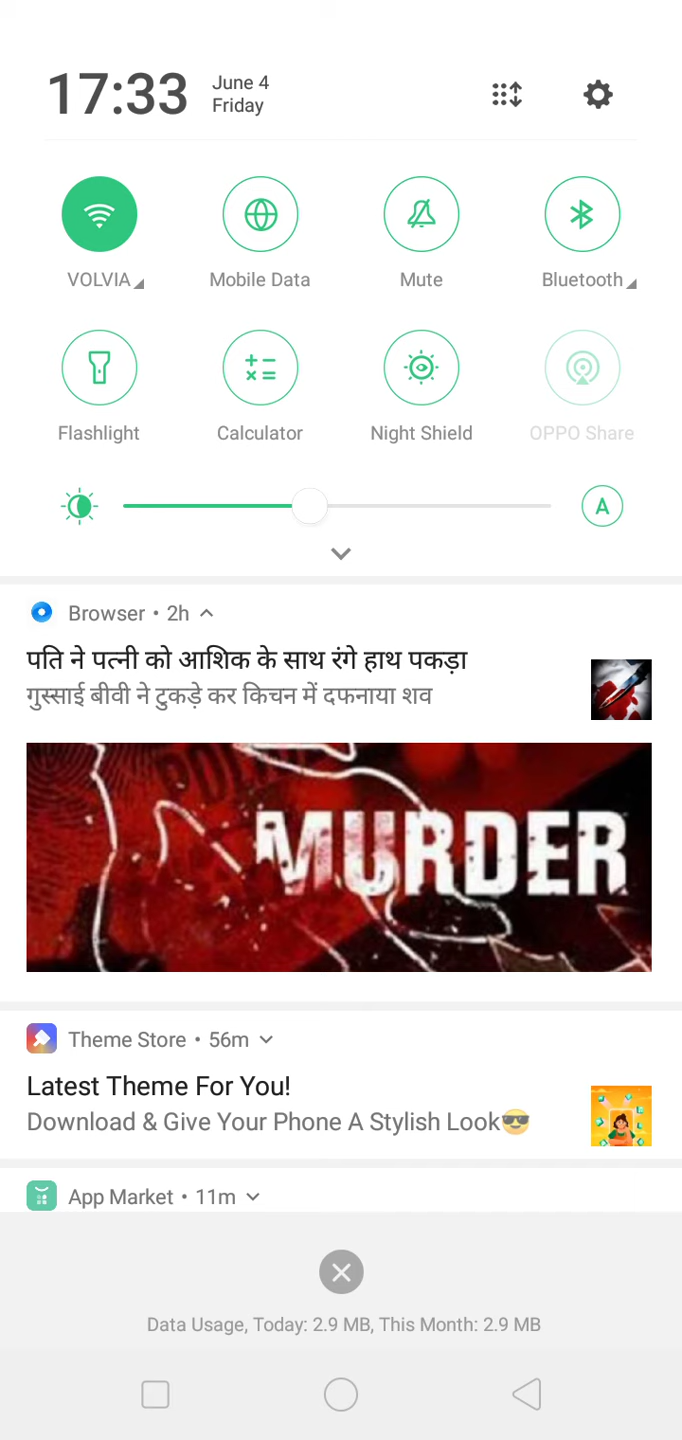 17:33
June 4
Friday
VOLVIA
Mobile Data
Mute
Bluetooth
Flashlight
Calculator
Night Shield
OPPO Share
A
Browser • 2h
पति ने पत्नी को आशिक के साथ रंगे हाथ पकड़ा
गुस्साई बीवी ने टुकड़े कर किचन में दफनाया शव
MURDER
Theme Store • 56m
Latest Theme For You!
Download & Give Your Phone A Stylish Look😎
App Market • 11m
Data Usage, Today: 2.9 MB, This Month: 2.9 MB